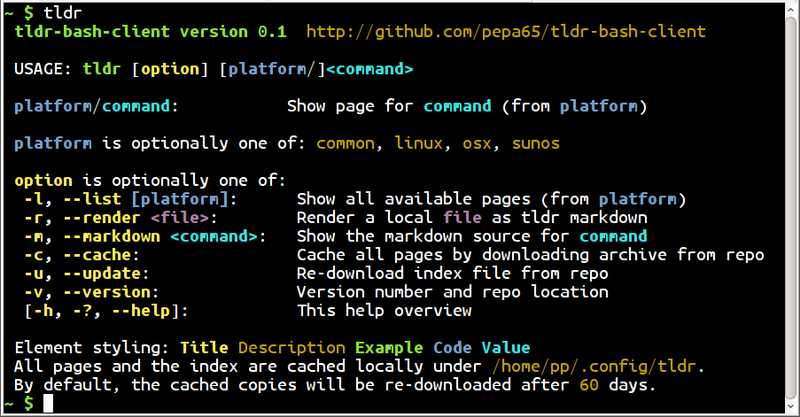 ~ $ tldr
tldr-bash-client version 0.1  http://github.com/pepa65/tldr-bash-client
USAGE: tldr [option] [platform/]<command>
platform/command:            Show page for command (from platform)
platform is optionally one of: common, linux, osx, sunos
option is optionally one of:
-l, --list [platform]:       Show all available pages (from platform)
-r, --render <file>:         Render a local file as tldr markdown
-m, --markdown <command>:    Show the markdown source for command
-c, --cache:                 Cache all pages by downloading archive from repo
-u, --update:                Re-download index file from repo
-v, --version:               Version number and repo location
[-h, -?, --help]:            This help overview
Element styling: Title Description Example Code Value
All pages and the index are cached locally under /home/pp/.config/tldr.
By default, the cached copies will be re-downloaded after 60 days.
~ $